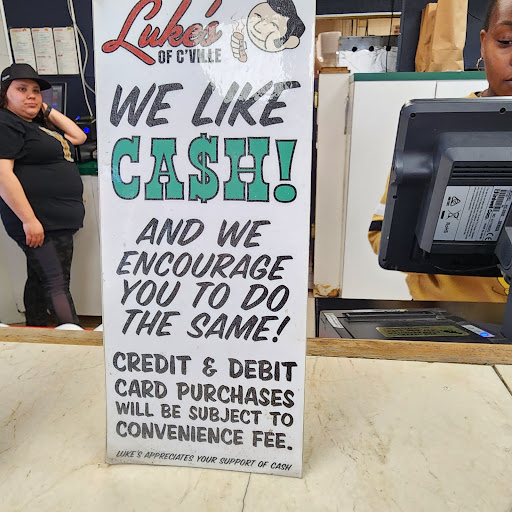 Luke's
OF C'VILLE
WE LIKE
CA$H!
AND WE
ENCOURAGE
YOU TO DO
THE SAME!
CREDIT & DEBIT
CARD PURCHASES
WILL BE SUBJECT TO
CONVENIENCE FEE.
LUKE'S APPRECIATES YOUR SUPPORT OF CASH